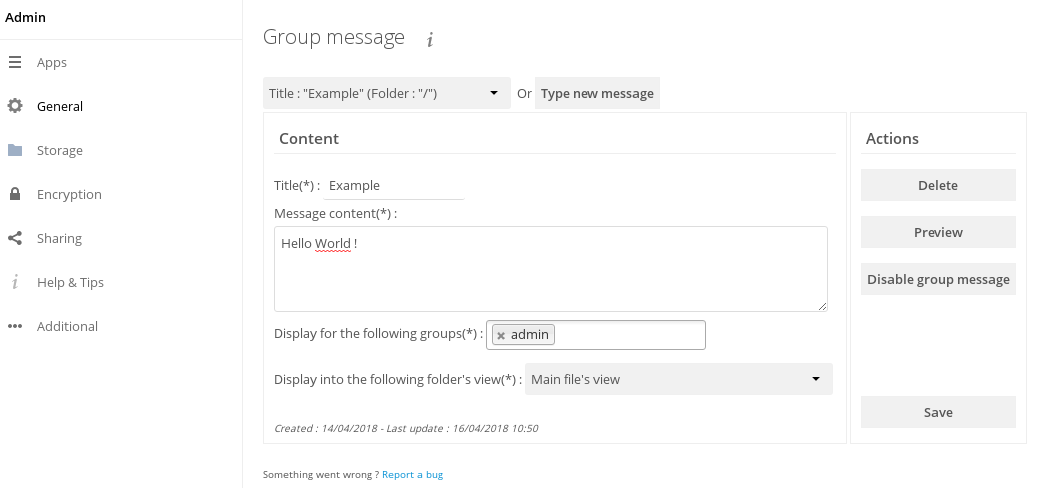 Admin
Apps
General
Storage
Encryption
Sharing
Help & Tips
Additional
Group message i
Title : "Example" (Folder : "/") Or Type new message
Content
Title(*) : Example
Message content(*) :
Hello World !
Display for the following groups(*) : × admin
Display into the following folder's view(*) : Main file's view
Created : 14/04/2018 - Last update : 16/04/2018 10:50
Actions
Delete
Preview
Disable group message
Save
Something went wrong ? Report a bug